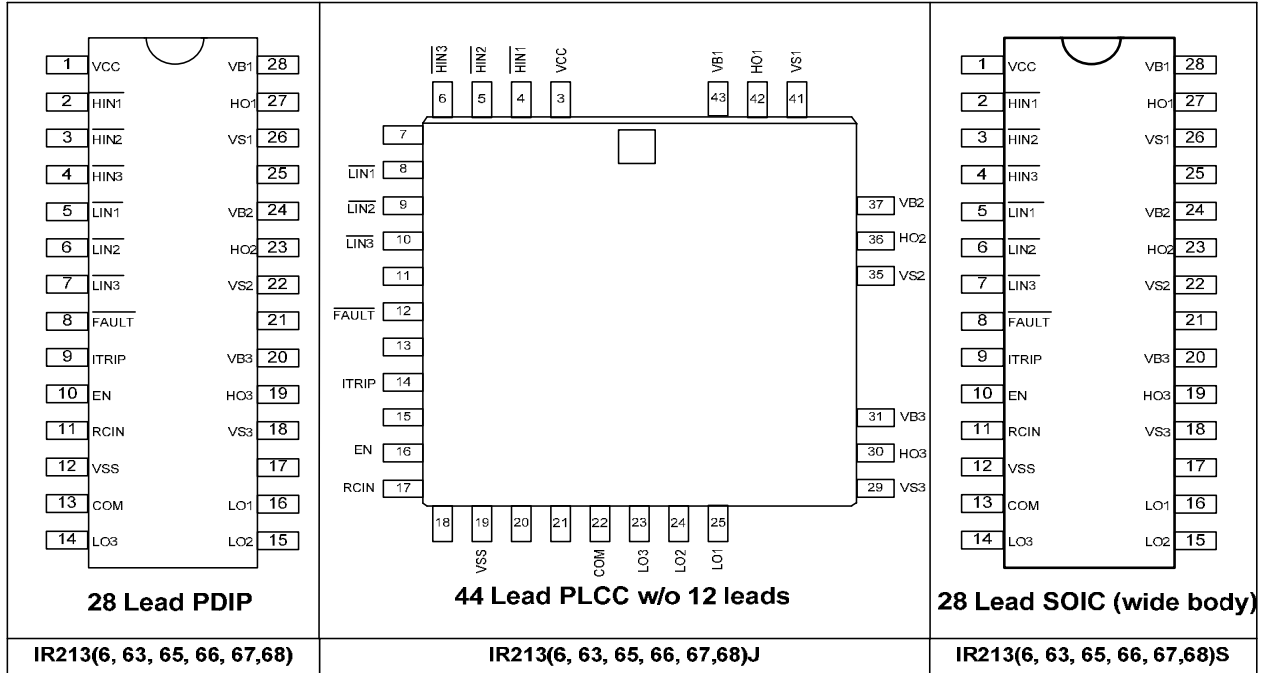 1 VCC VB1 28
2 HIN1 HO1 27
3 HIN2 VS1 26
4 HIN3 25
5 LIN1 VB2 24
6 LIN2 HO2 23
7 LIN3 VS2 22
8 FAULT 21
9 ITRIP VB3 20
10 EN HO3 19
11 RCIN VS3 18
12 VSS 17
13 COM LO1 16
14 LO3 LO2 15
28 Lead PDIP
IR213(6, 63, 65, 66, 67,68)
HIN3 HIN2 HIN1 VCC VB1 HO1 VS1
6 5 4 3 43 42 41
7
LIN1 8
LIN2 9 37 VB2
LIN3 10 36 HO2
11 35 VS2
FAULT 12
13
ITRIP 14
15 31 VB3
EN 16 30 HO3
RCIN 17 29 VS3
18 19 20 21 22 23 24 25
VSS COM LO3 LO2 LO1
44 Lead PLCC w/o 12 leads
IR213(6, 63, 65, 66, 67,68)J
1 VCC VB1 28
2 HIN1 HO1 27
3 HIN2 VS1 26
4 HIN3 25
5 LIN1 VB2 24
6 LIN2 HO2 23
7 LIN3 VS2 22
8 FAULT 21
9 ITRIP VB3 20
10 EN HO3 19
11 RCIN VS3 18
12 VSS 17
13 COM LO1 16
14 LO3 LO2 15
28 Lead SOIC (wide body)
IR213(6, 63, 65, 66, 67,68)S